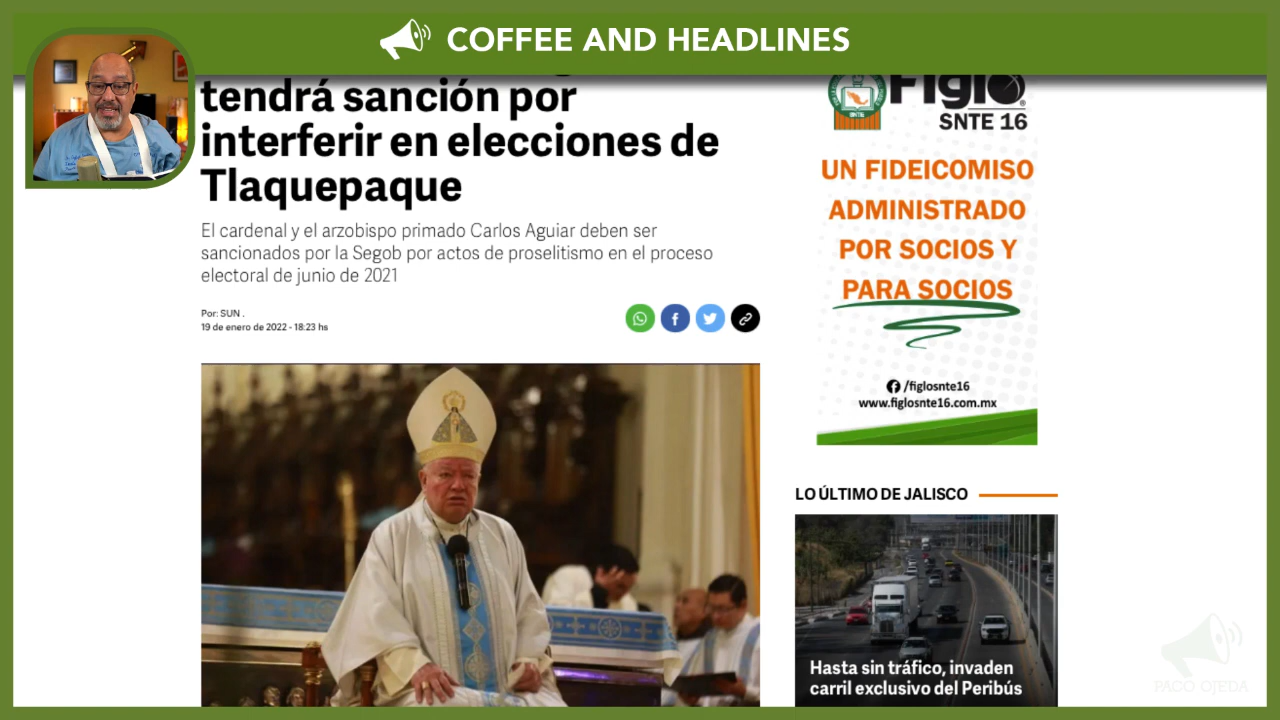 COFFEE AND HEADLINES
tendrá sanción por
interferir en elecciones de
Tlaquepaque
El cardenal y el arzobispo primado Carlos Aguiar deben ser
sancionados por la Segob por actos de proselitismo en el proceso
electoral de junio de 2021
Por: SUN .
19 de enero de 2022 - 18:23 hs
Figlo
SNTE 16
UN FIDEICOMISO
ADMINISTRADO
POR SOCIOS Y
PARA SOCIOS
/figlosnte16
www.figlosnte16.com.mx
LO ÚLTIMO DE JALISCO
Hasta sin tráfico, invaden
carril exclusivo del Peribús
PACO OJEDA